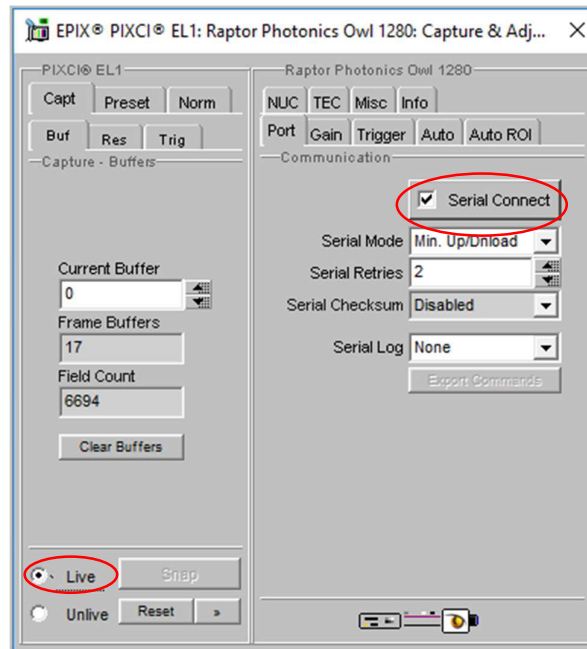 EPIX® PIXCI® EL1: Raptor Photonics Owl 1280: Capture & Adj...
PIXCI® EL1
Capt Preset Norm
Buf Res Trig
Capture - Buffers
Current Buffer
0
Frame Buffers
17
Field Count
6694
Clear Buffers
Live Snap
Unlive Reset »
Raptor Photonics Owl 1280
NUC TEC Misc Info
Port Gain Trigger Auto Auto ROI
Communication
Serial Connect
Serial Mode Min. Up/Dnload
Serial Retries 2
Serial Checksum Disabled
Serial Log None
Export Commands